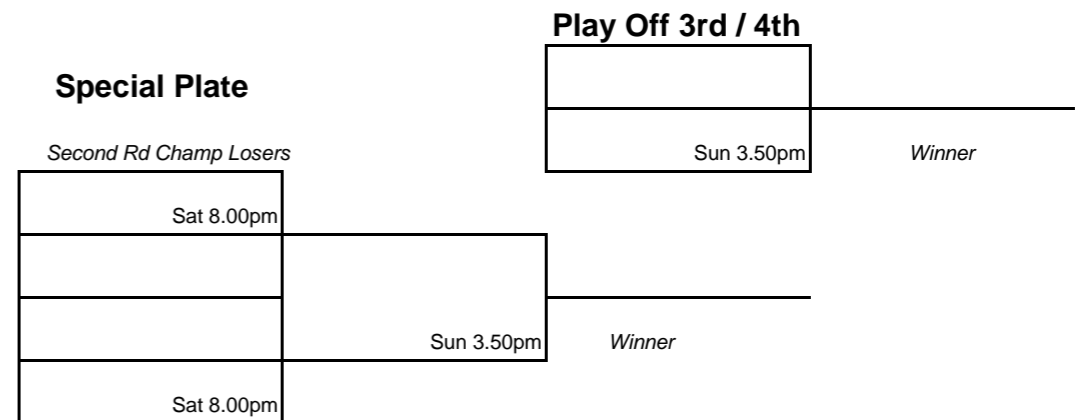 Play Off 3rd / 4th
Special Plate
Second Rd Champ Losers
Sun 3.50pm
Winner
Sat 8.00pm
Sun 3.50pm
Winner
Sat 8.00pm